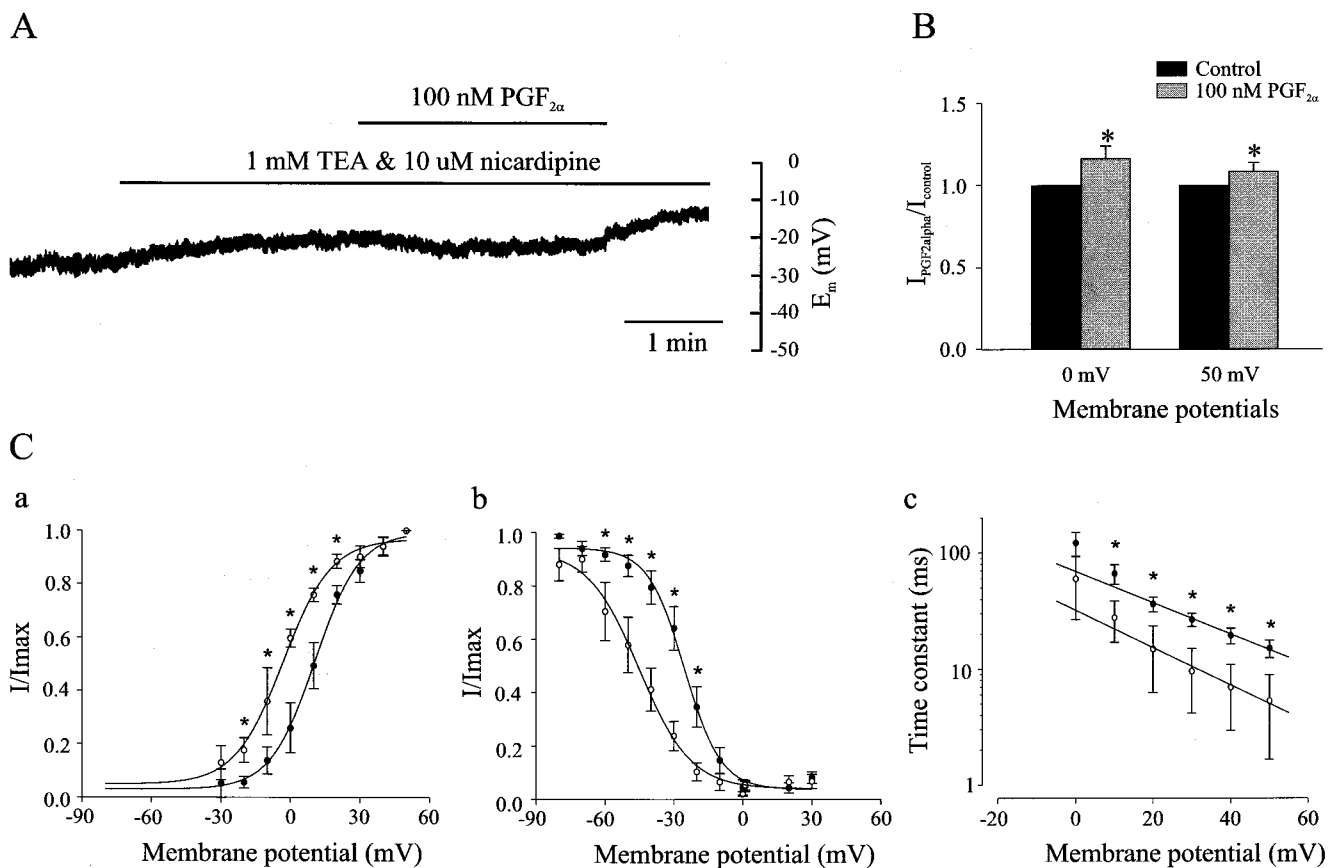 A
100 nM PGF2α
1 mM TEA & 10 uM nicardipine
0
-10
-20
-30
-40
-50
Em (mV)
1 min
B
Control
100 nM PGF2α
1.5
1.0
0.5
0.0
IPGF2alpha/Icontrol
*
*
0 mV
50 mV
Membrane potentials
C
a
1.0
0.8
0.6
0.4
0.2
0.0
I/Imax
* * * * *
-90
-60
-30
0
30
60
Membrane potential (mV)
b
1.0
0.8
0.6
0.4
0.2
0.0
I/Imax
* * * * *
-90
-60
-30
0
30
60
Membrane potential (mV)
c
100
10
1
Time constant (ms)
* * * * *
-20
0
20
40
60
Membrane potential (mV)